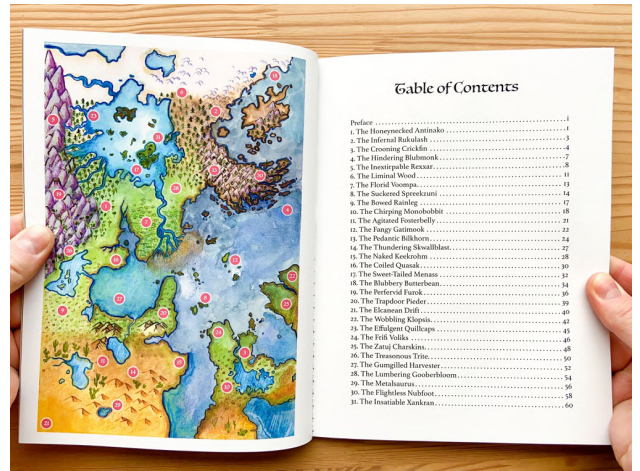 Table of Contents
Preface i
1. The Honeynecked Antinako 1
2. The Infernal Rukulash 3
3. The Crooning Crickfin 4
4. The Hindering Blubmonk 7
5. The Inextirpable Rexxar 8
6. The Liminal Wood 11
7. The Florid Voompa 13
8. The Suckered Spreekzuni 14
9. The Bowed Rainleg 17
10. The Chirping Monobobbit 18
11. The Agitated Fosterbelly 21
12. The Fangy Gatimook 22
13. The Pedantic Bilkhorn 24
14. The Thundering Skwallblast 27
15. The Naked Keekrohm 28
16. The Coiled Quasak 30
17. The Sweet-Tailed Menass 32
18. The Blubbery Butterbean 34
19. The Perfervid Furok 36
20. The Trapdoor Pieder 39
21. The Elcanean Drift 40
22. The Wobbling Klopsis 42
23. The Effulgent Quillcaps 45
24. The Frifi Voliks 46
25. The Zatuj Charskins 48
26. The Treasonous Trite 50
27. The Gumgilled Harvester 52
28. The Lumbering Gooberbloom 54
29. The Metalsaurus 56
30. The Flightless Nubfoot 58
31. The Insatiable Xankran 60